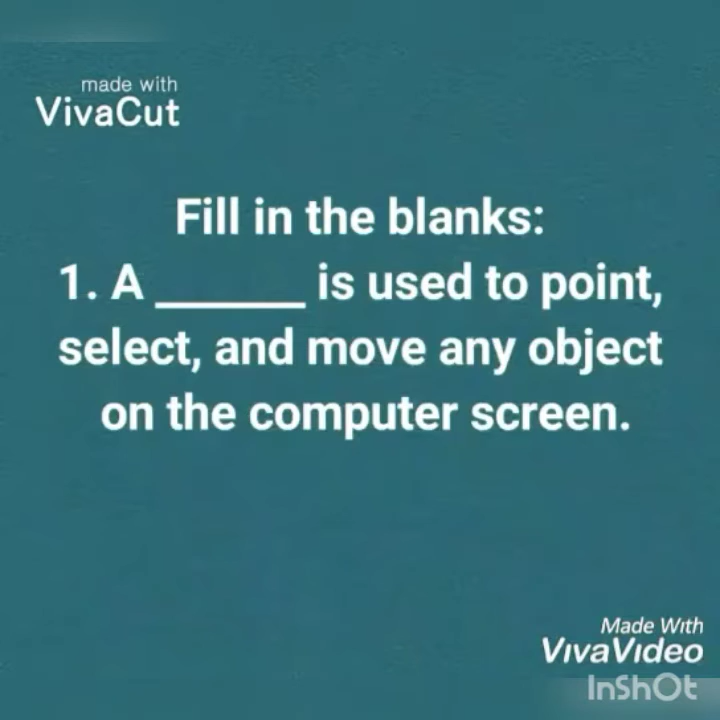 made with
VivaCut
Fill in the blanks:
1. A ______ is used to point,
select, and move any object
on the computer screen.
Made With
VivaVideo
InShOt